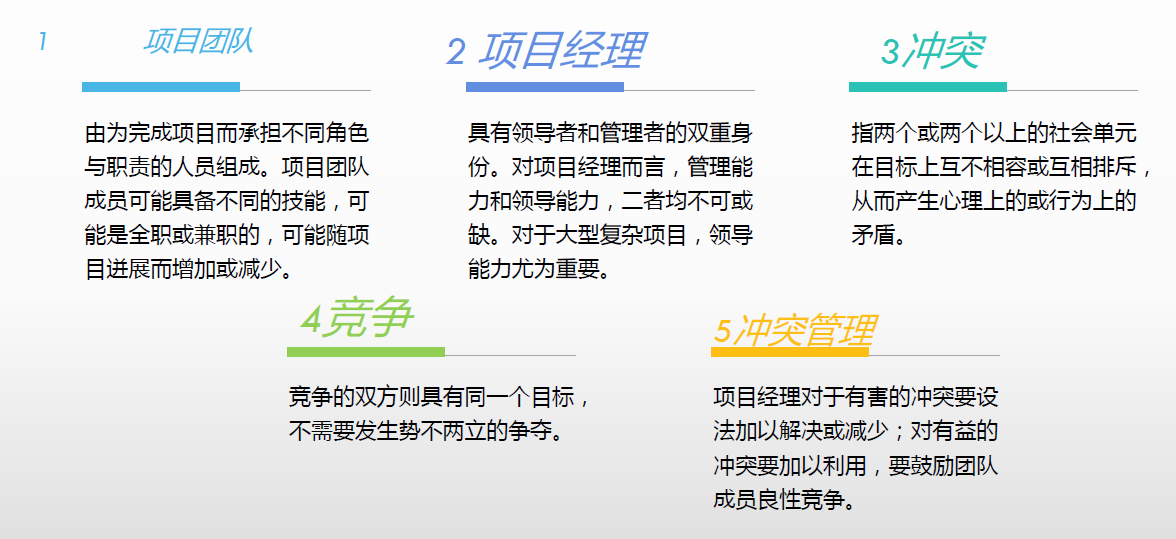 1 项目团队
由为完成项目而承担不同角色
与职责的人员组成。项目团队
成员可能具备不同的技能，可
能是全职或兼职的，可能随项
目进展而增加或减少。
2 项目经理
具有领导者和管理者的双重身
份。对项目经理而言，管理能
力和领导能力，二者均不可或
缺。对于大型复杂项目，领导
能力尤为重要。
3冲突
指两个或两个以上的社会单元
在目标上互不相容或互相排斥，
从而产生心理上的或行为上的
矛盾。
4竞争
竞争的双方则具有同一个目标，
不需要发生势不两立的争夺。
5冲突管理
项目经理对于有害的冲突要设
法加以解决或减少；对有益的
冲突要加以利用，要鼓励团队
成员良性竞争。